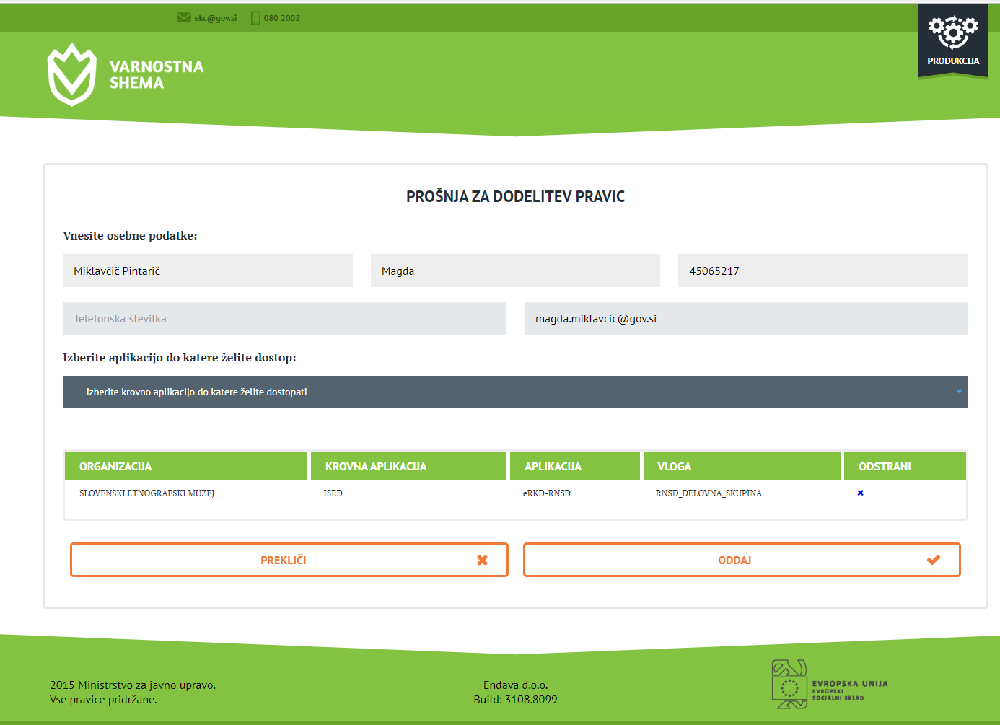 ekc@gov.si 080 2002
PRODUKCIJA
VARNOSTNA
SHEMA
PROŠNJA ZA DODELITEV PRAVIC
Vnesite osebne podatke:
Miklavčič Pintarič Magda 45065217
Telefonska številka magda.miklavcic@gov.si
Izberite aplikacijo do katere želite dostop:
--- izberite krovno aplikacijo do katere želite dostopati ---
ORGANIZACIJA KROVNA APLIKACIJA APLIKACIJA VLOGA ODSTRANI
SLOVENSKI ETNOGRAFSKI MUZEJ ISED eRKD-RNSD RNSD_DELOVNA_SKUPINA
PREKLIČI ODDAJ
2015 Ministrstvo za javno upravo.
Vse pravice pridržane.
Endava d.o.o.
Build: 3108.8099
EVROPSKA UNIJA
EVROPSKI
SOCIALNI SKLAD